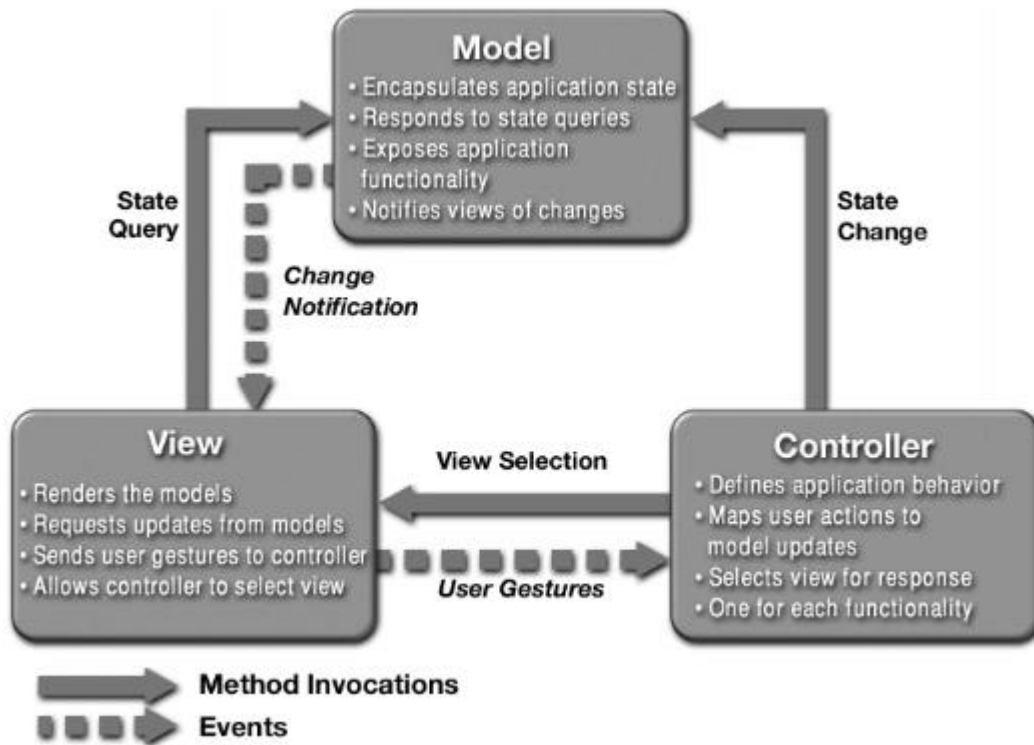 Model
• Encapsulates application state
• Responds to state queries
• Exposes application
functionality
• Notifies views of changes
State
Query
State
Change
Change
Notification
View
• Renders the models
• Requests updates from models
• Sends user gestures to controller
• Allows controller to select view
View Selection
User Gestures
Controller
• Defines application behavior
• Maps user actions to
model updates
• Selects view for response
• One for each functionality
Method Invocations
Events